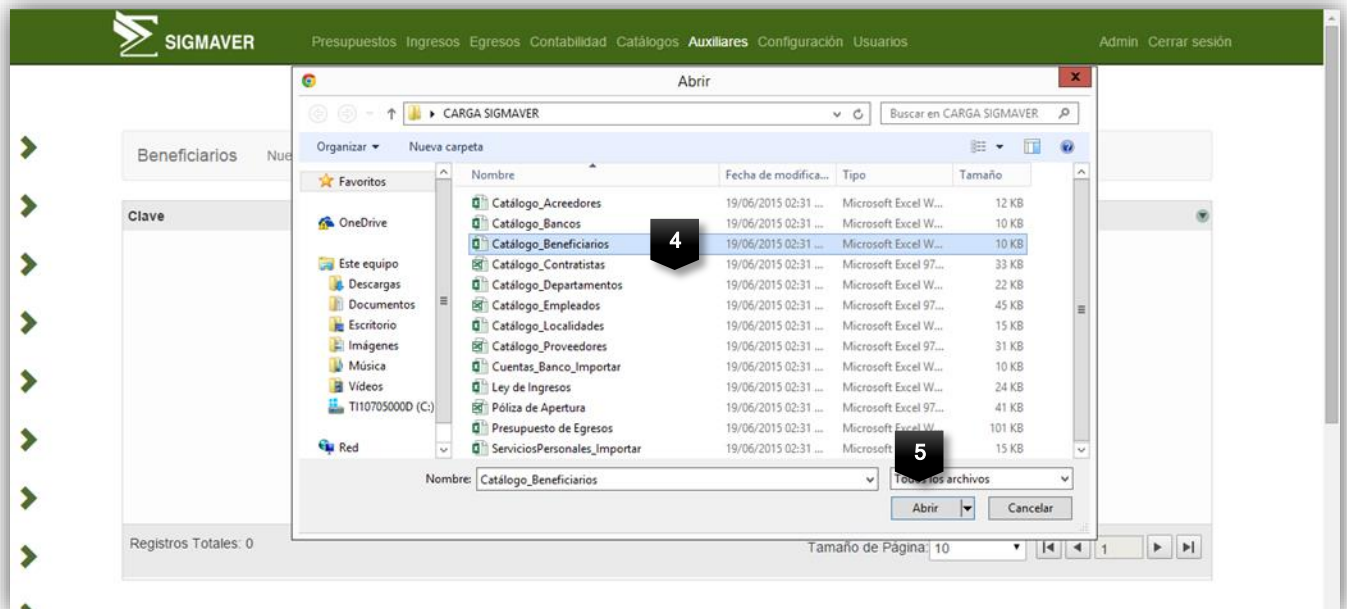 SIGMAVER Presupuestos Ingresos Egresos Contabilidad Catálogos Auxiliares Configuración Usuarios Admin Cerrar sesión
Abrir x
CARGA SIGMAVER Buscar en CARGA SIGMAVER
Beneficiarios Nue
Organizar Nueva carpeta
Nombre Fecha de modifica... Tipo Tamaño
Favoritos
Clave
OneDrive
Este equipo
Descargas
Documentos
Escritorio
Imágenes
Música
Vídeos
TI10705000D (C:)
Red
Catálogo_Acreedores 19/06/2015 02:31 ... Microsoft Excel W... 12 KB
Catálogo_Bancos 19/06/2015 02:31 ... Microsoft Excel W... 10 KB
Catálogo_Beneficiarios 4 19/06/2015 02:31 ... Microsoft Excel W... 10 KB
Catálogo_Contratistas 19/06/2015 02:31 ... Microsoft Excel 97... 33 KB
Catálogo_Departamentos 19/06/2015 02:31 ... Microsoft Excel W... 22 KB
Catálogo_Empleados 19/06/2015 02:31 ... Microsoft Excel 97... 45 KB
Catálogo_Localidades 19/06/2015 02:31 ... Microsoft Excel W... 15 KB
Catálogo_Proveedores 19/06/2015 02:31 ... Microsoft Excel 97... 31 KB
Cuentas_Banco_Importar 19/06/2015 02:31 ... Microsoft Excel W... 10 KB
Ley de Ingresos 19/06/2015 02:31 ... Microsoft Excel W... 24 KB
Póliza de Apertura 19/06/2015 02:31 ... Microsoft Excel 97... 41 KB
Presupuesto de Egresos 19/06/2015 02:31 ... Microsoft Excel W... 101 KB
ServiciosPersonales_Importar 19/06/2015 02:31 ... Microsoft 15 KB
5
Nombre: Catálogo_Beneficiarios Todos los archivos
Abrir Cancelar
Registros Totales: 0 Tamaño de Página: 10 1